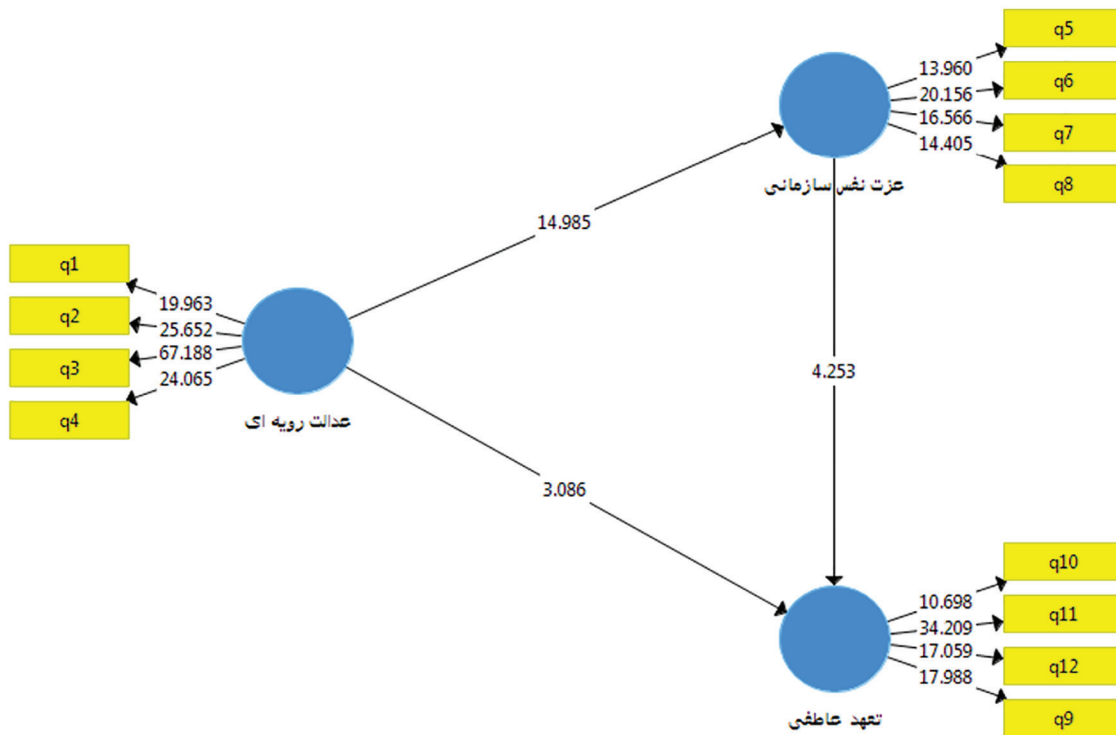 q5
13.960
q6
20.156
16.566
q7
14.405
عزت نفس سازمانی
q8
14.985
q1
19.963
q2
25.652
67.188
q3
24.065
q4
عدالت رویه ای
4.253
3.086
q10
10.698
q11
34.209
17.059
q12
17.988
تعهد عاطفی
q9